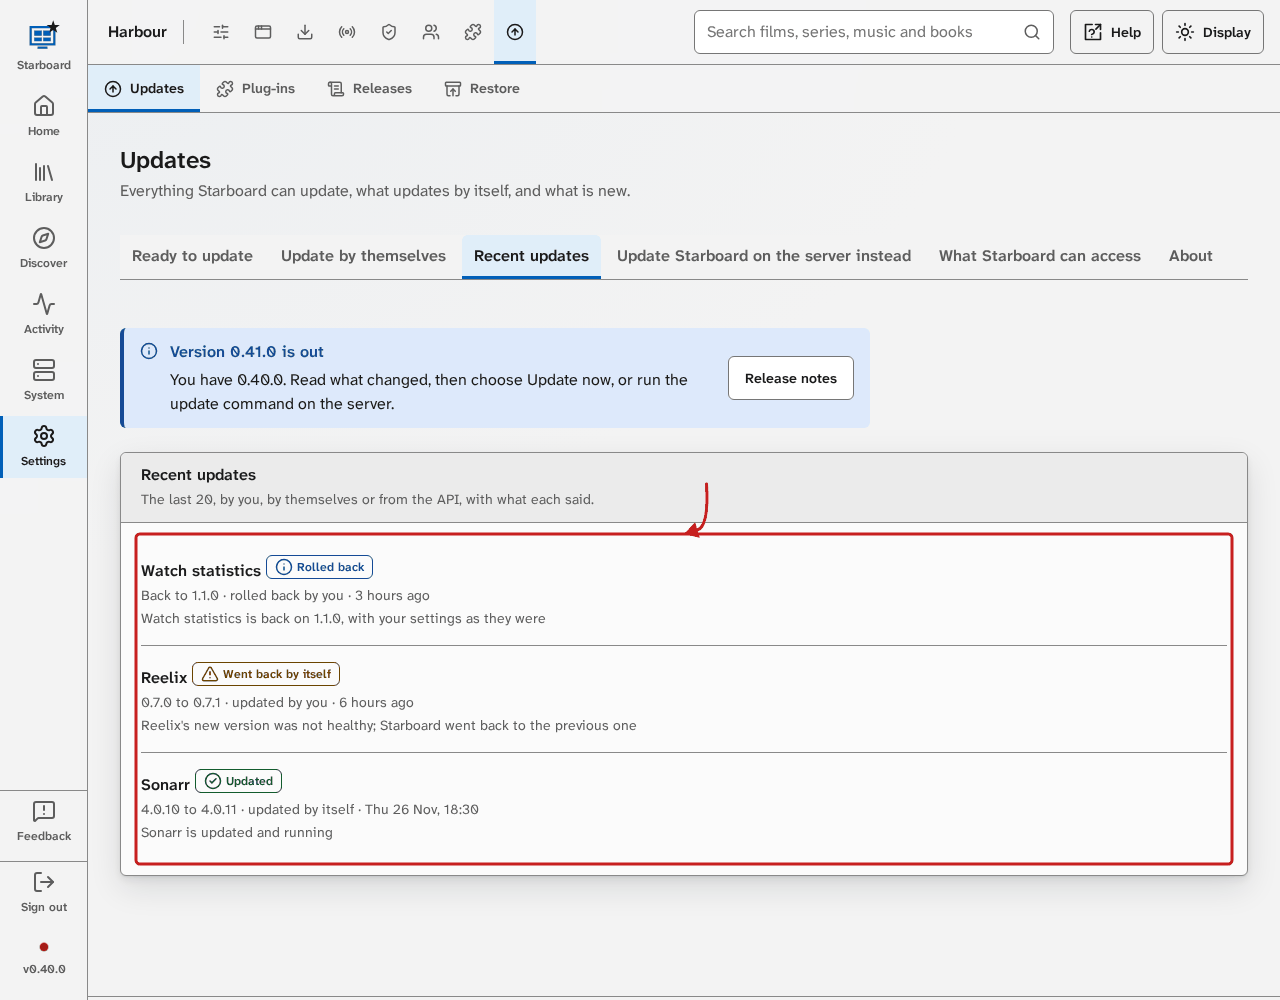 Starboard
Home
Library
Discover
Activity
System
Settings
Feedback
Sign out
v0.40.0
Harbour
Search films, series, music and books
Help
Display
Updates
Plug-ins
Releases
Restore
Updates
Everything Starboard can update, what updates by itself, and what is new.
Ready to update
Update by themselves
Recent updates
Update Starboard on the server instead
What Starboard can access
About
Version 0.41.0 is out
You have 0.40.0. Read what changed, then choose Update now, or run the
update command on the server.
Release notes
Recent updates
The last 20, by you, by themselves or from the API, with what each said.
Watch statistics
Rolled back
Back to 1.1.0 · rolled back by you · 3 hours ago
Watch statistics is back on 1.1.0, with your settings as they were
Reelix
Went back by itself
0.7.0 to 0.7.1 · updated by you · 6 hours ago
Reelix's new version was not healthy; Starboard went back to the previous one
Sonarr
Updated
4.0.10 to 4.0.11 · updated by itself · Thu 26 Nov, 18:30
Sonarr is updated and running